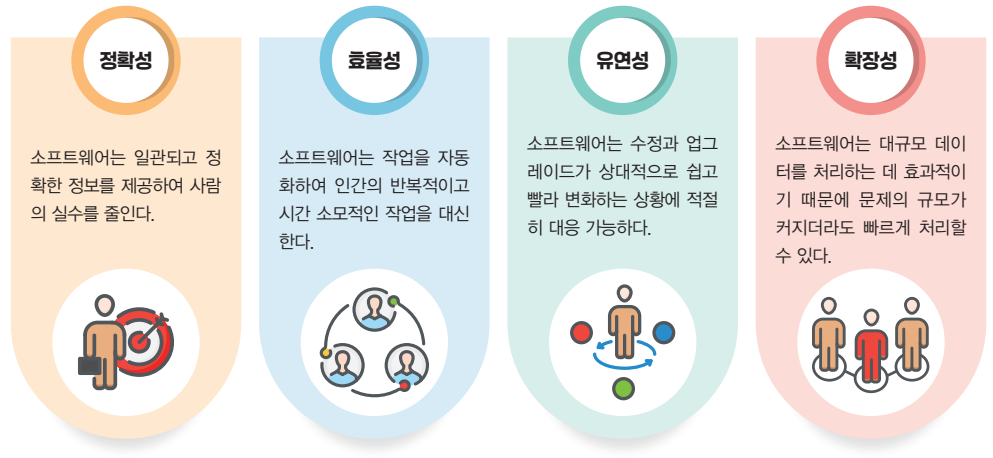 정확성
소프트웨어는 일관되고 정
확한 정보를 제공하여 사람
의 실수를 줄인다.
효율성
소프트웨어는 작업을 자동
화하여 인간의 반복적이고
시간 소모적인 작업을 대신
한다.
유연성
소프트웨어는 수정과 업그
레이드가 상대적으로 쉽고
빨라 변화하는 상황에 적절
히 대응 가능하다.
확장성
소프트웨어는 대규모 데이
터를 처리하는 데 효과적이
기 때문에 문제의 규모가
커지더라도 빠르게 처리할
수 있다.